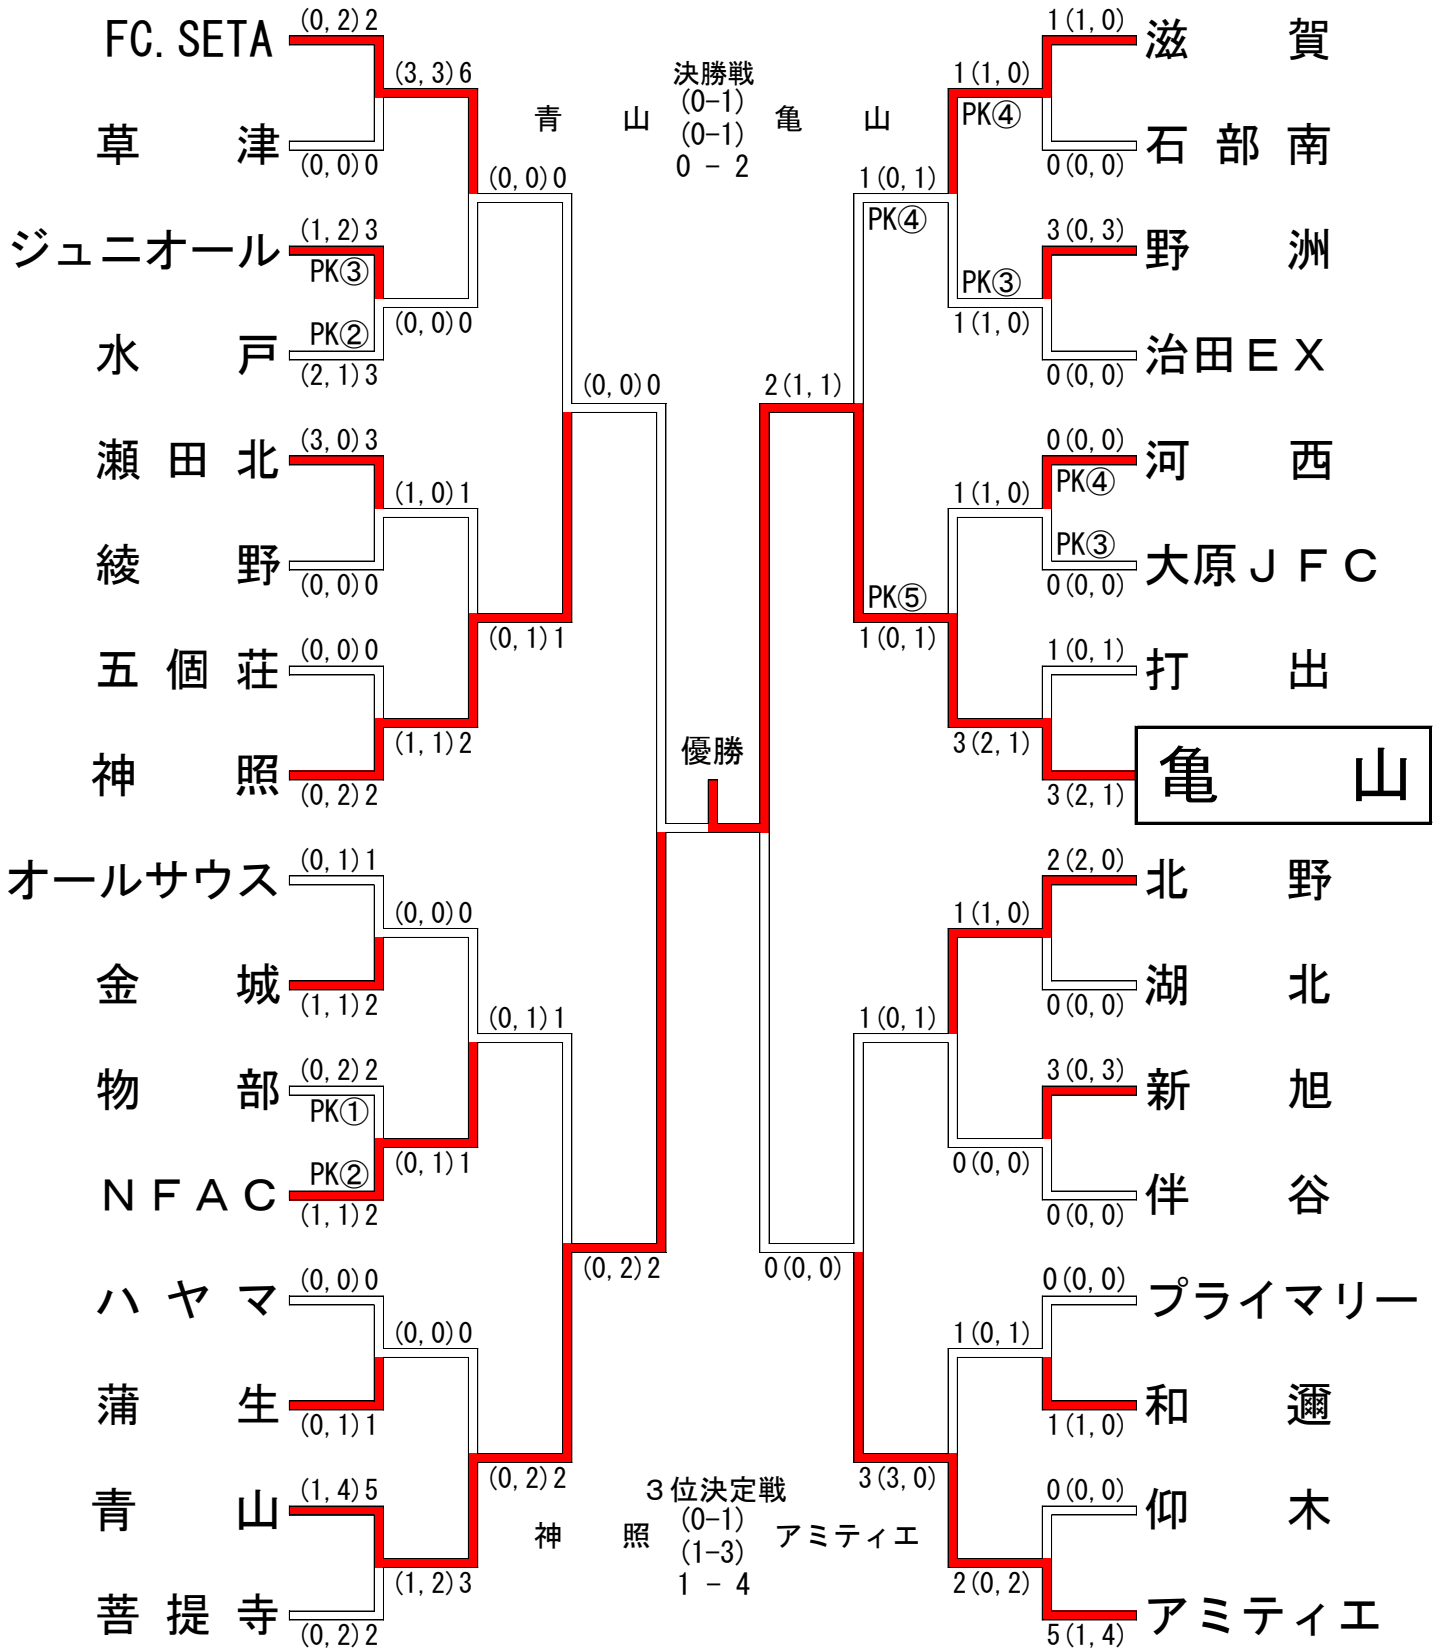 FC.SETA (0,2)2
(3,3)6
草津 (0,0)0
(0,0)0
ジュニオール (1,2)3
PK③
(0,0)0
水戸 PK②
(2,1)3
(0,0)0
瀬田北 (3,0)3
(1,0)1
綾野 (0,0)0
(0,1)1
五個荘 (0,0)0
(1,1)2
神照 (0,2)2
オールサウス (0,1)1
(0,0)0
金城 (1,1)2
(0,1)1
物部 (0,2)2
PK①
(0,1)1
NFAC PK②
(1,1)2
(0,2)2
ハヤマ (0,0)0
(0,0)0
蒲生 (0,1)1
(0,2)2
青山 (1,4)5
(1,2)3
菩提寺 (0,2)2
決勝戦
青山 (0-1) 亀山
(0-1)
0 - 2
優勝
3位決定戦
神照 (0-1) アミティエ
(1-3)
1 - 4
1(1,0) 滋賀
1(1,0)
PK④
0(0,0) 石部南
1(0,1)
PK④
3(0,3) 野洲
PK③
1(1,0)
0(0,0) 治田EX
2(1,1)
0(0,0) 河西
PK④
1(1,0)
PK③
0(0,0) 大原JFC
PK⑤
1(0,1)
1(0,1) 打出
3(2,1)
3(2,1) 亀山
2(2,0) 北野
1(1,0)
0(0,0) 湖北
1(0,1)
3(0,3) 新旭
0(0,0)
0(0,0) 伴谷
0(0,0)
0(0,0) プライマリー
1(0,1)
1(1,0) 和邇
3(3,0)
0(0,0) 仰木
2(0,2)
5(1,4) アミティエ